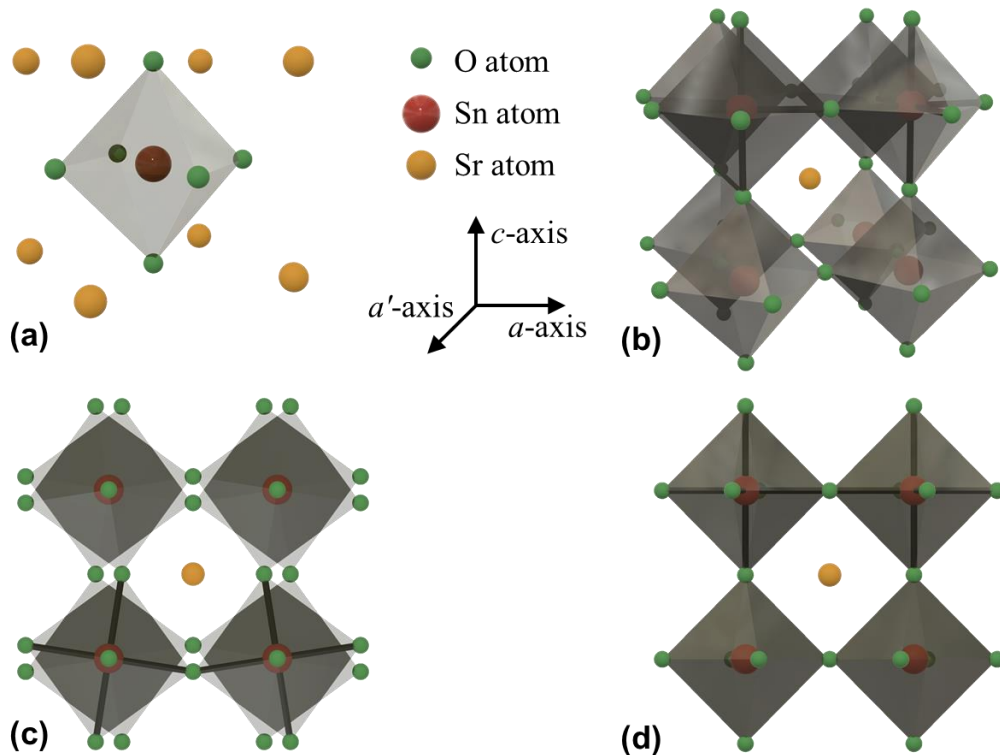 O atom
Sn atom
Sr atom
c-axis
a′-axis
a-axis
(a)
(b)
(c)
(d)